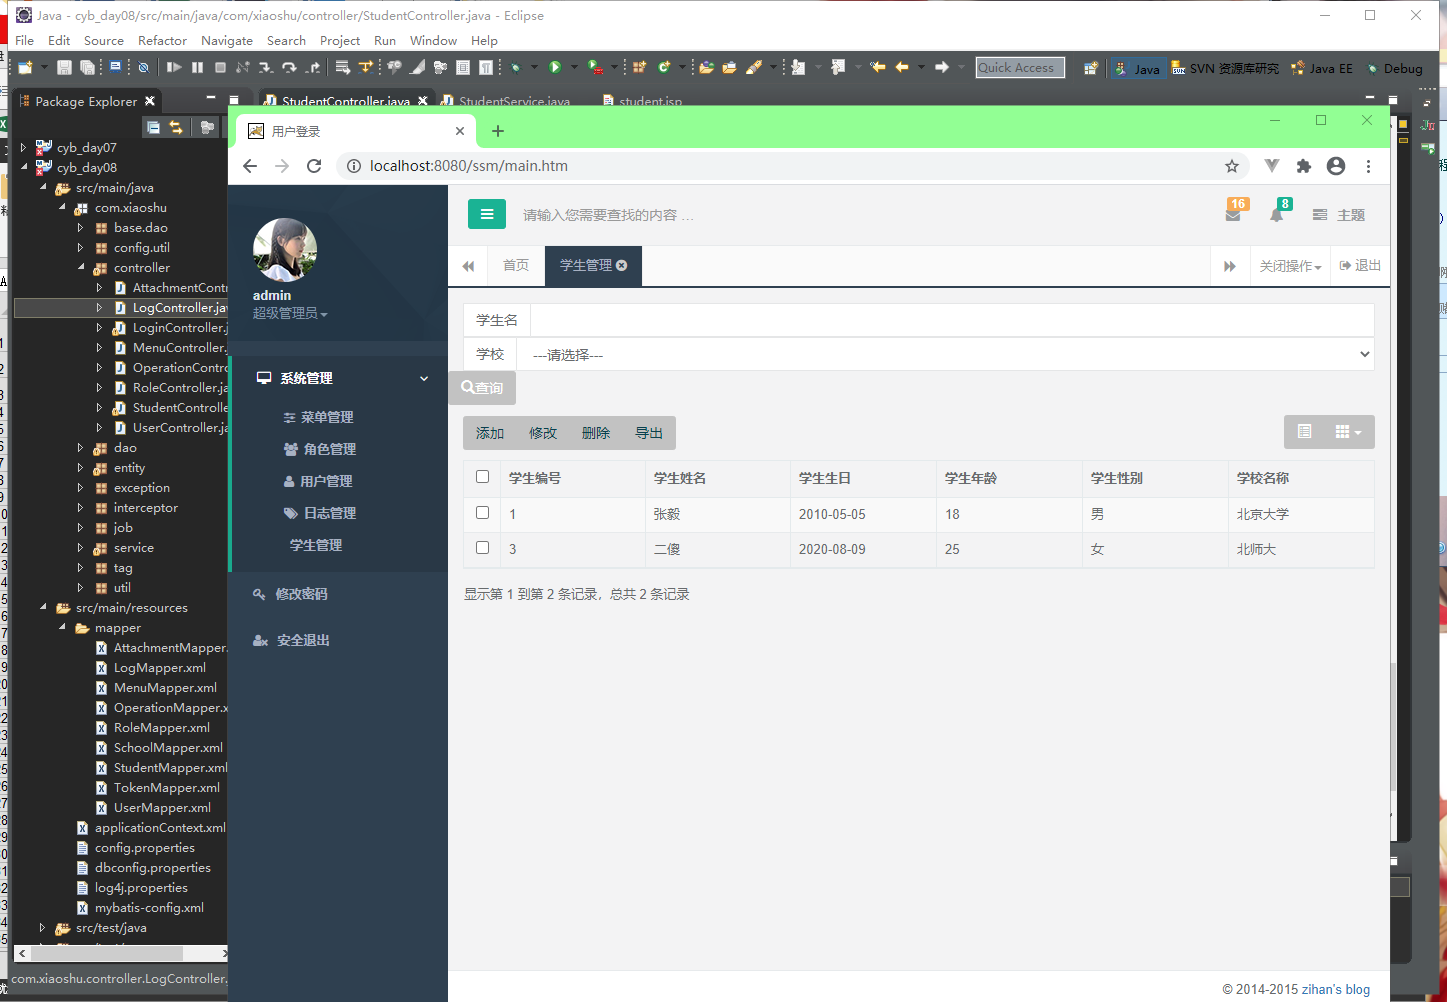 Java - cyb_day08/src/main/java/com/xiaoshu/controller/StudentController.java - Eclipse
File Edit Source Refactor Navigate Search Project Run Window Help
Quick Access
Java
SVN 资源库研究
Java EE
Debug
Package Explorer
StudentController.java
StudentService.java
student.jsp
cyb_day07
cyb_day08
src/main/java
com.xiaoshu
base.dao
config.util
controller
AttachmentContr
LogController.jav
LoginController.j
MenuController.
OperationContro
RoleController.ja
StudentControlle
UserController.ja
dao
entity
exception
interceptor
job
service
tag
util
src/main/resources
mapper
AttachmentMapper.
LogMapper.xml
MenuMapper.xml
OperationMapper.x
RoleMapper.xml
SchoolMapper.xml
StudentMapper.xml
TokenMapper.xml
UserMapper.xml
applicationContext.xml
config.properties
dbconfig.properties
log4j.properties
mybatis-config.xml
src/test/java
com.xiaoshu.controller.LogController.
用户登录
localhost:8080/ssm/main.htm
admin
超级管理员
系统管理
菜单管理
角色管理
用户管理
日志管理
学生管理
修改密码
安全退出
请输入您需要查找的内容 ...
16
8
主题
首页
学生管理
关闭操作
退出
学生名
学校
---请选择---
查询
添加 修改 删除 导出
学生编号 学生姓名 学生生日 学生年龄 学生性别 学校名称
1 张毅 2010-05-05 18 男 北京大学
3 二傻 2020-08-09 25 女 北师大
显示第 1 到第 2 条记录，总共 2 条记录
© 2014-2015 zihan's blog